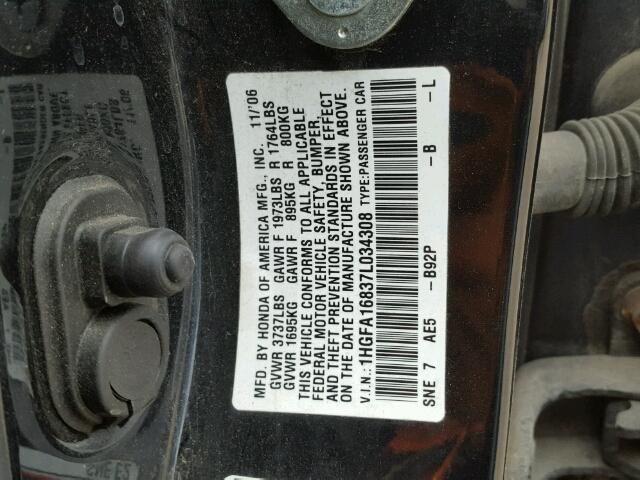 MFD. BY HONDA OF AMERICA MFG., INC. 11/'06
GVWR 3737LBS GAWR F 1973LBS R 1764LBS
GVWR 1695KG GAWR F 895KG R 800KG
THIS VEHICLE CONFORMS TO ALL APPLICABLE
FEDERAL MOTOR VEHICLE SAFETY, BUMPER,
AND THEFT PREVENTION STANDARDS IN EFFECT
ON THE DATE OF MANUFACTURE SHOWN ABOVE.
V.I.N.: 1HGFA16837L034308 TYPE:PASSENGER CAR
SNE 7 AE5 -B92P -B -L